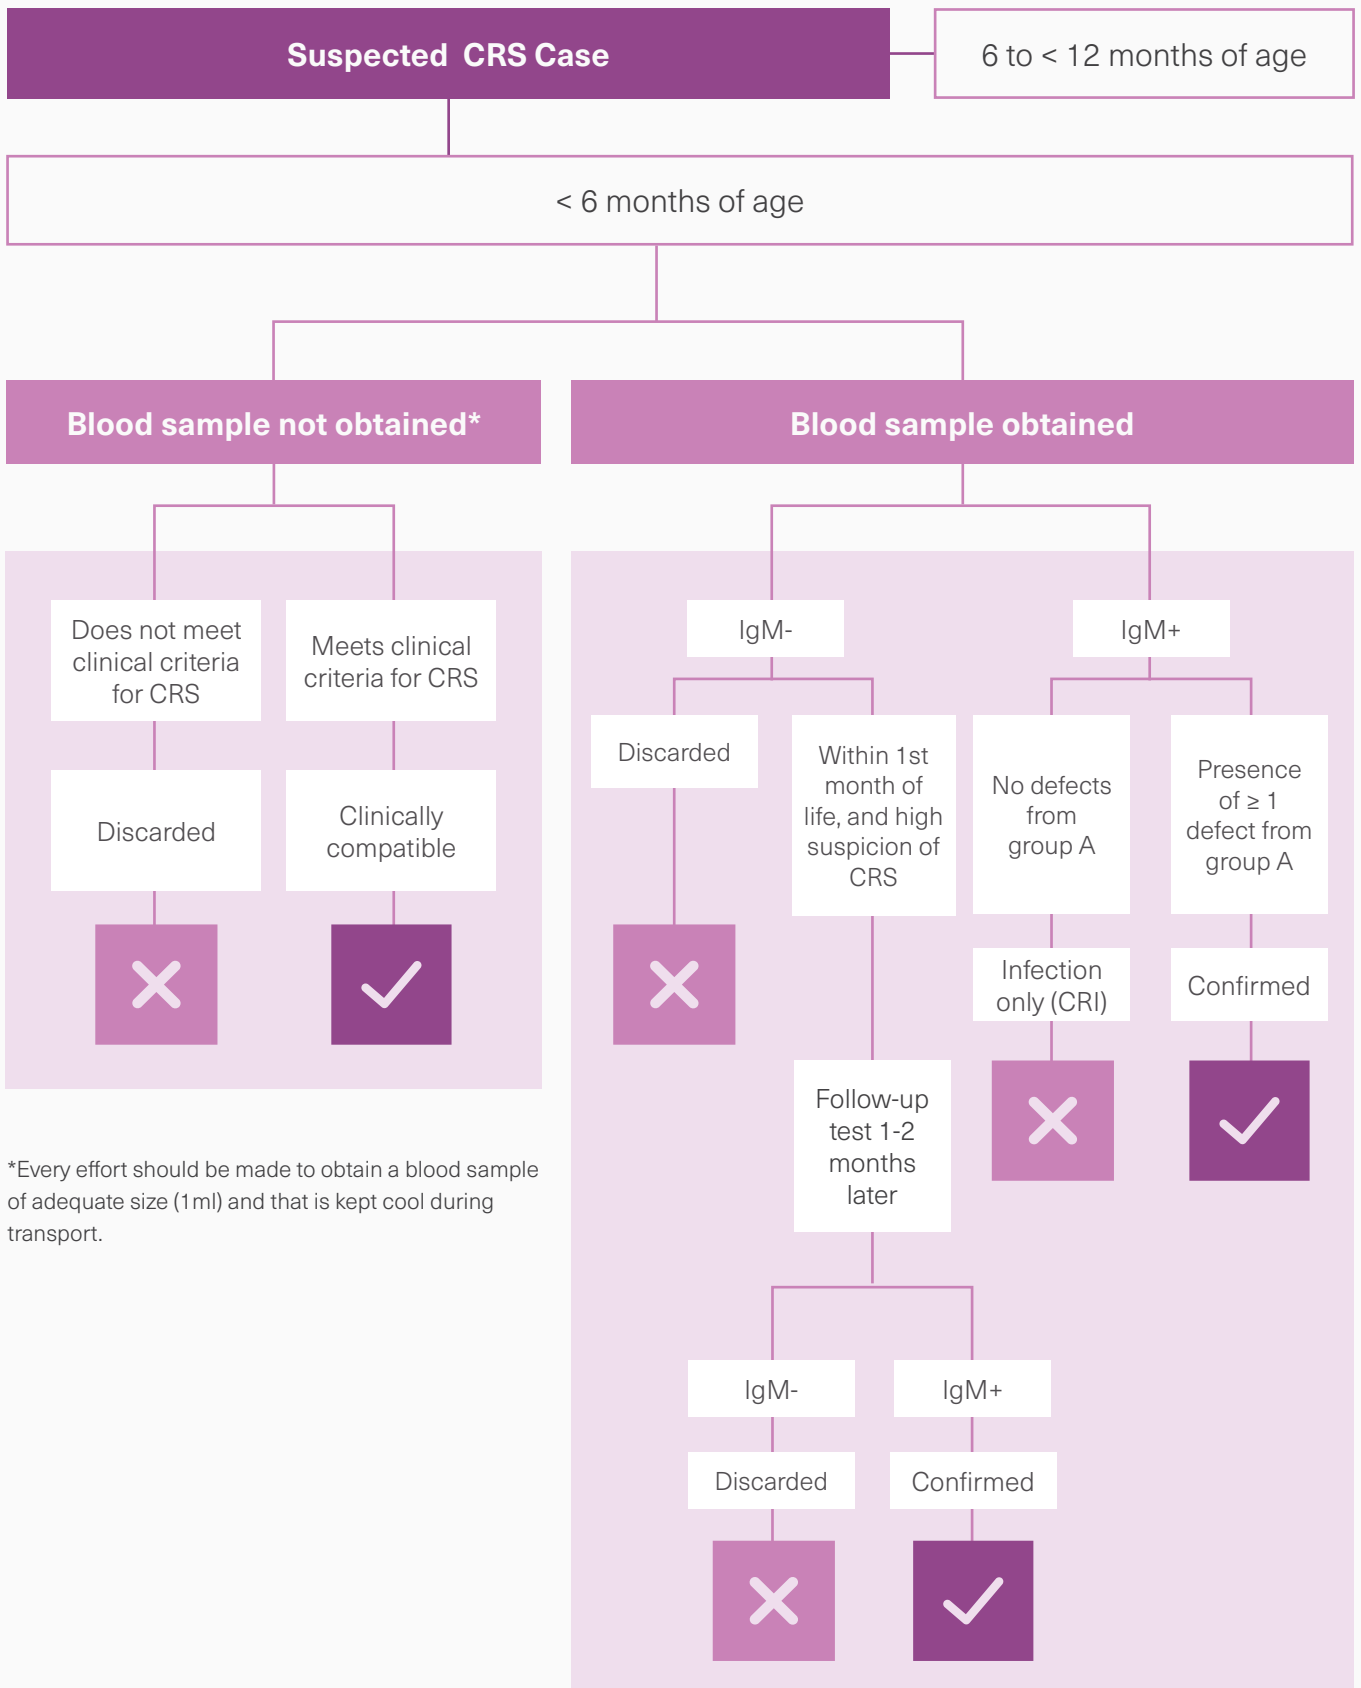 Suspected CRS Case
6 to < 12 months of age
< 6 months of age
Blood sample not obtained*
Blood sample obtained
Does not meet
clinical criteria
for CRS
Meets clinical
criteria for CRS
Discarded
Clinically
compatible
*Every effort should be made to obtain a blood sample
of adequate size (1ml) and that is kept cool during
transport.
IgM-
IgM+
Discarded
Within 1st
month of
life, and high
suspicion of
CRS
No defects
from
group A
Presence
of ≥ 1
defect from
group A
Infection
only (CRI)
Confirmed
Follow-up
test 1-2
months
later
IgM-
IgM+
Discarded
Confirmed